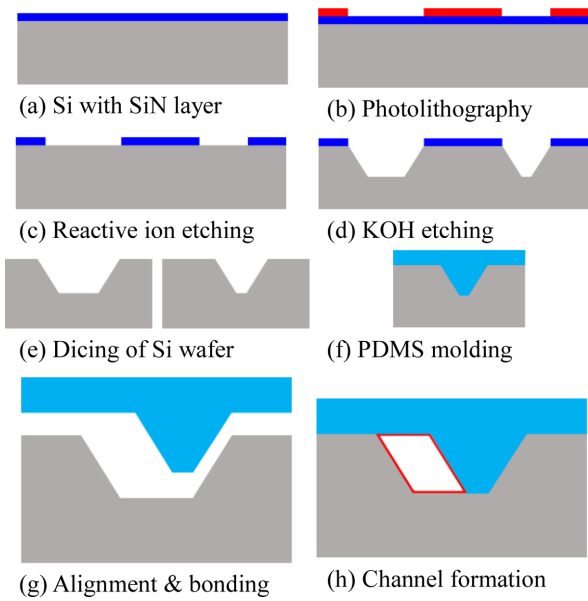 (a) Si with SiN layer
(b) Photolithography
(c) Reactive ion etching
(d) KOH etching
(e) Dicing of Si wafer
(f) PDMS molding
(g) Alignment & bonding
(h) Channel formation